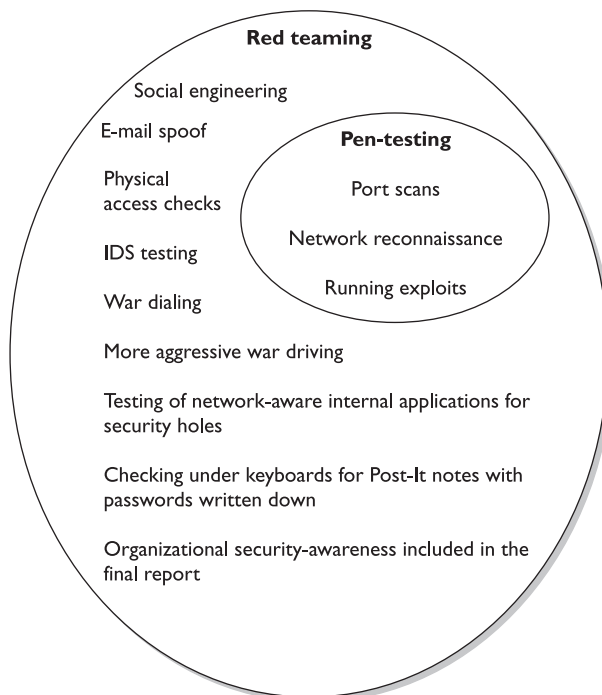 Red teaming
Social engineering
E-mail spoof
Physical
access checks
IDS testing
War dialing
Pen-testing
Port scans
Network reconnaissance
Running exploits
More aggressive war driving
Testing of network-aware internal applications for
security holes
Checking under keyboards for Post-It notes with
passwords written down
Organizational security-awareness included in the
final report